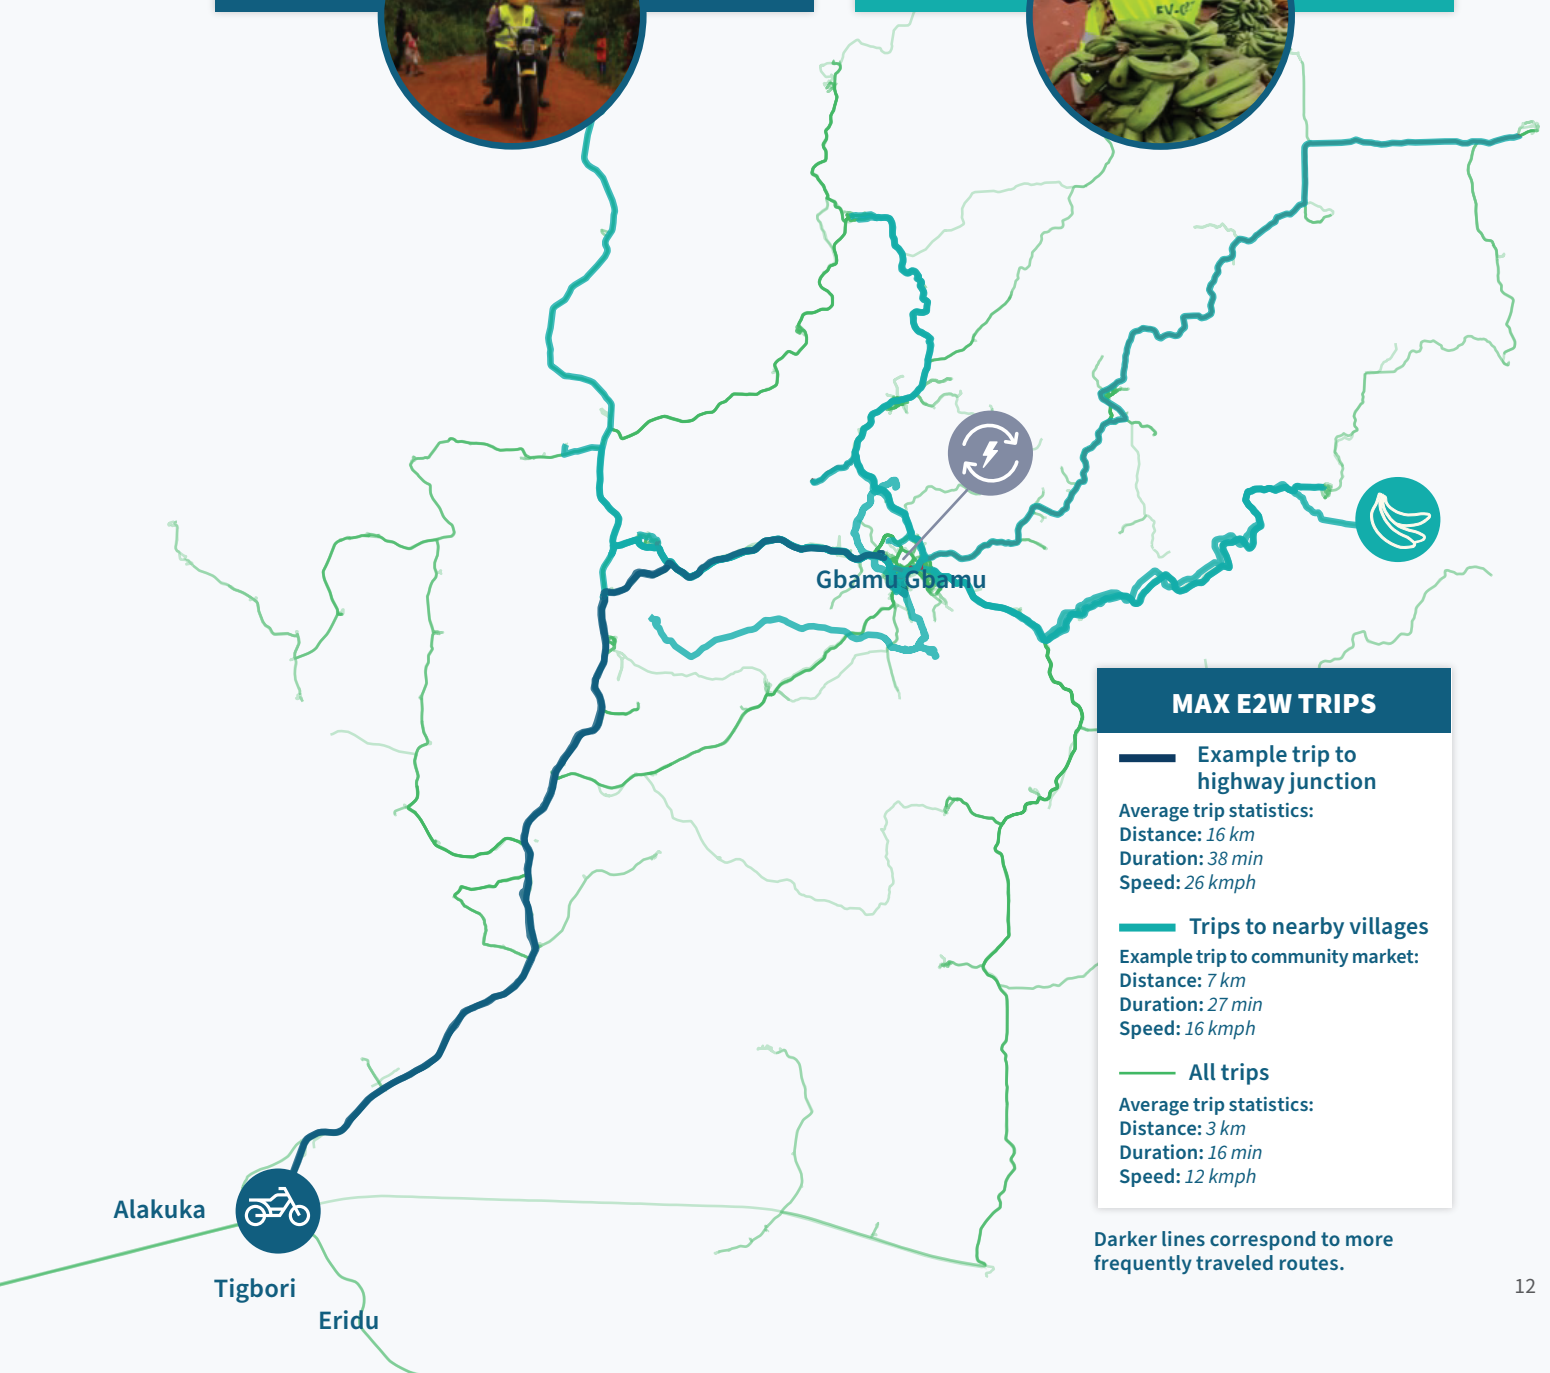 Gbamu Gbamu
MAX E2W TRIPS
Example trip to
highway junction
Average trip statistics:
Distance: 16 km
Duration: 38 min
Speed: 26 kmph
Trips to nearby villages
Example trip to community market:
Distance: 7 km
Duration: 27 min
Speed: 16 kmph
All trips
Average trip statistics:
Distance: 3 km
Duration: 16 min
Speed: 12 kmph
Alakuka
Tigbori
Eridu
Darker lines correspond to more
frequently traveled routes.
12